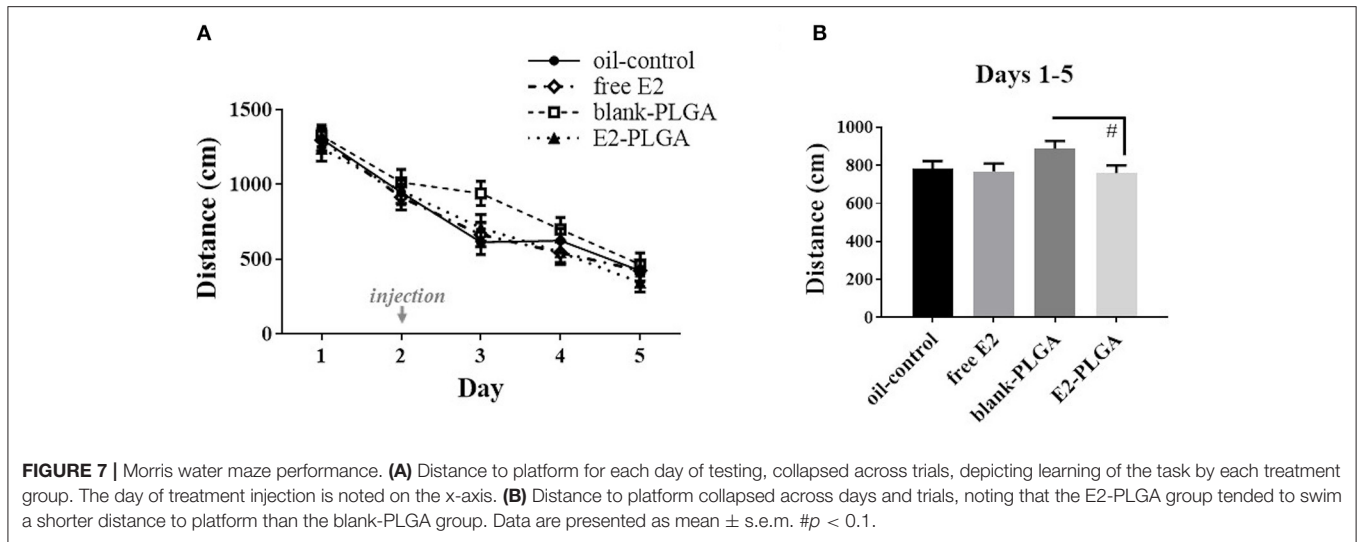 A
oil-control
free E2
blank-PLGA
E2-PLGA
1500
1000
500
0
Distance (cm)
injection
1 2 3 4 5
Day
B
Days 1-5
#
1000
800
600
400
200
0
Distance (cm)
oil-control
free E2
blank-PLGA
E2-PLGA
FIGURE 7 | Morris water maze performance. (A) Distance to platform for each day of testing, collapsed across trials, depicting learning of the task by each treatment
group. The day of treatment injection is noted on the x-axis. (B) Distance to platform collapsed across days and trials, noting that the E2-PLGA group tended to swim
a shorter distance to platform than the blank-PLGA group. Data are presented as mean ± s.e.m. #p < 0.1.